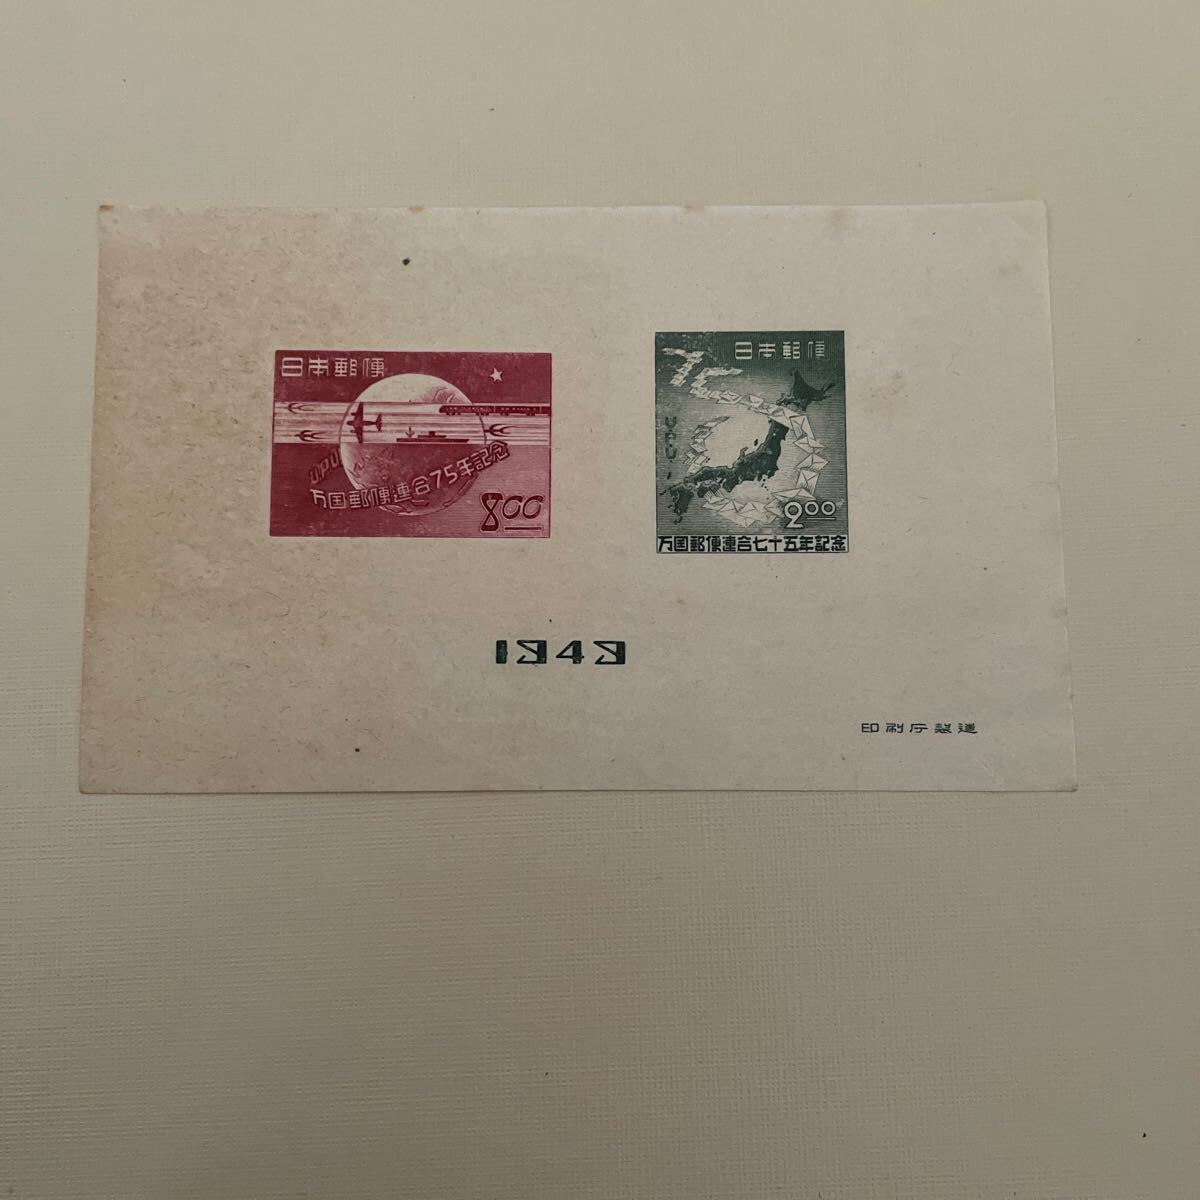 日本郵便
UPU
万国郵便連合75年記念
8.00
日本郵便
UPU
2.00
万国郵便連合七十五年記念
1949
印刷庁製造